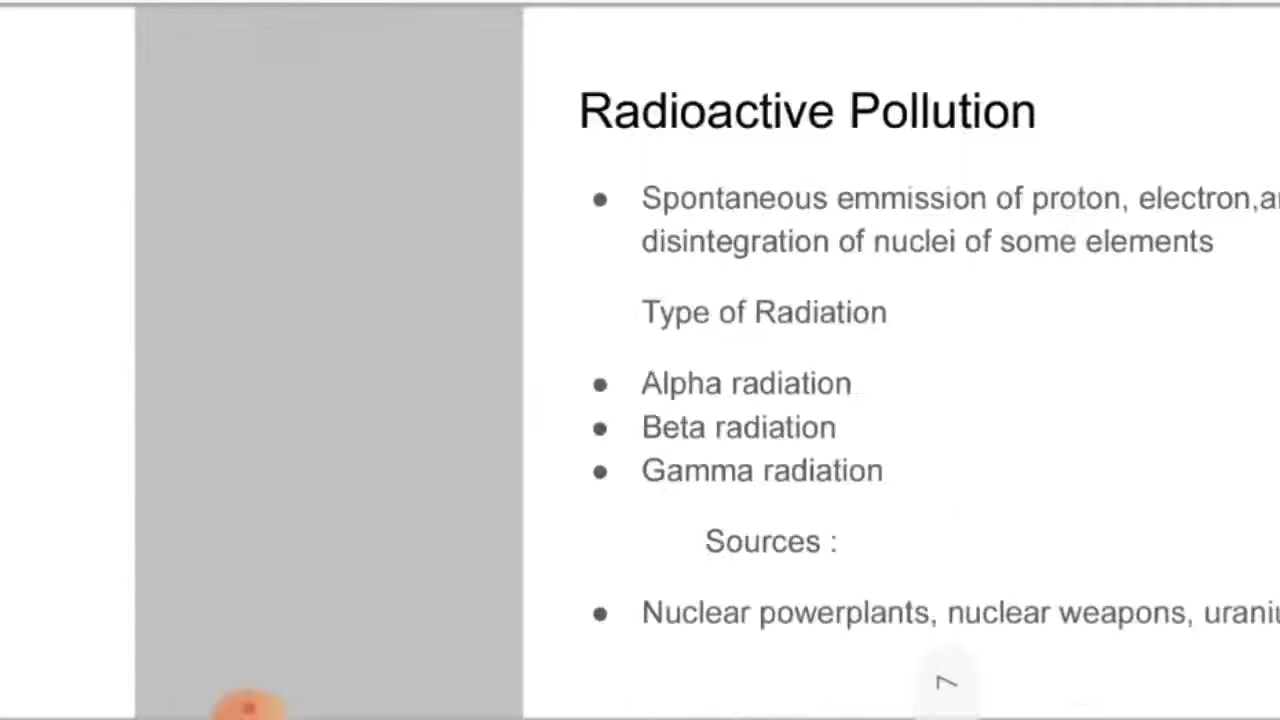 Radioactive Pollution
● Spontaneous emmission of proton, electron,
disintegration of nuclei of some elements
Type of Radiation
● Alpha radiation
● Beta radiation
● Gamma radiation
Sources :
● Nuclear powerplants, nuclear weapons,
7